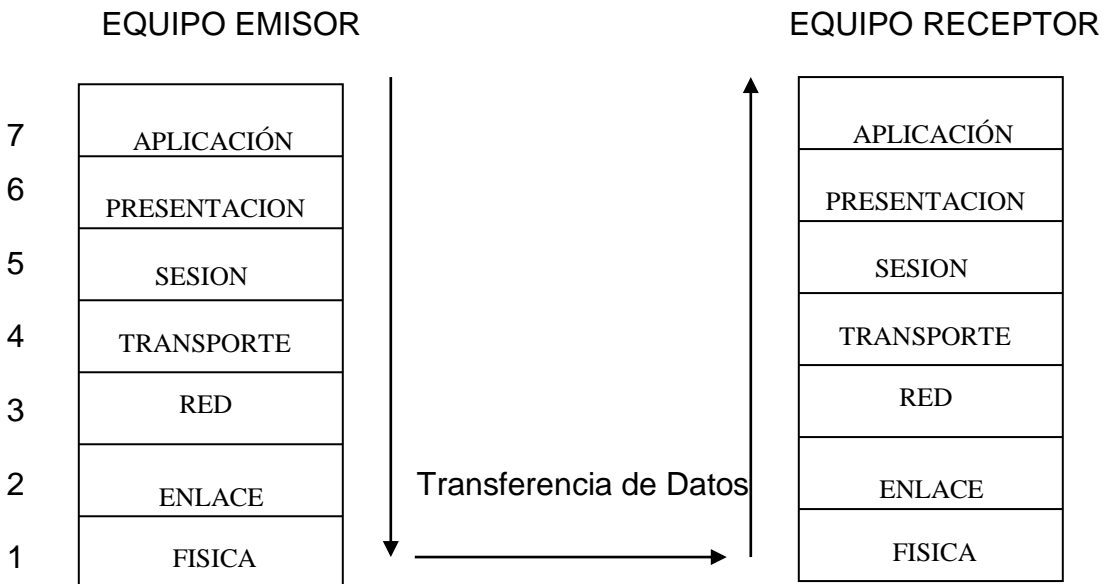 EQUIPO EMISOR
EQUIPO RECEPTOR
7
APLICACIÓN
APLICACIÓN
6
PRESENTACION
PRESENTACION
5
SESION
SESION
4
TRANSPORTE
TRANSPORTE
3
RED
RED
2
ENLACE
Transferencia de Datos
ENLACE
1
FISICA
FISICA